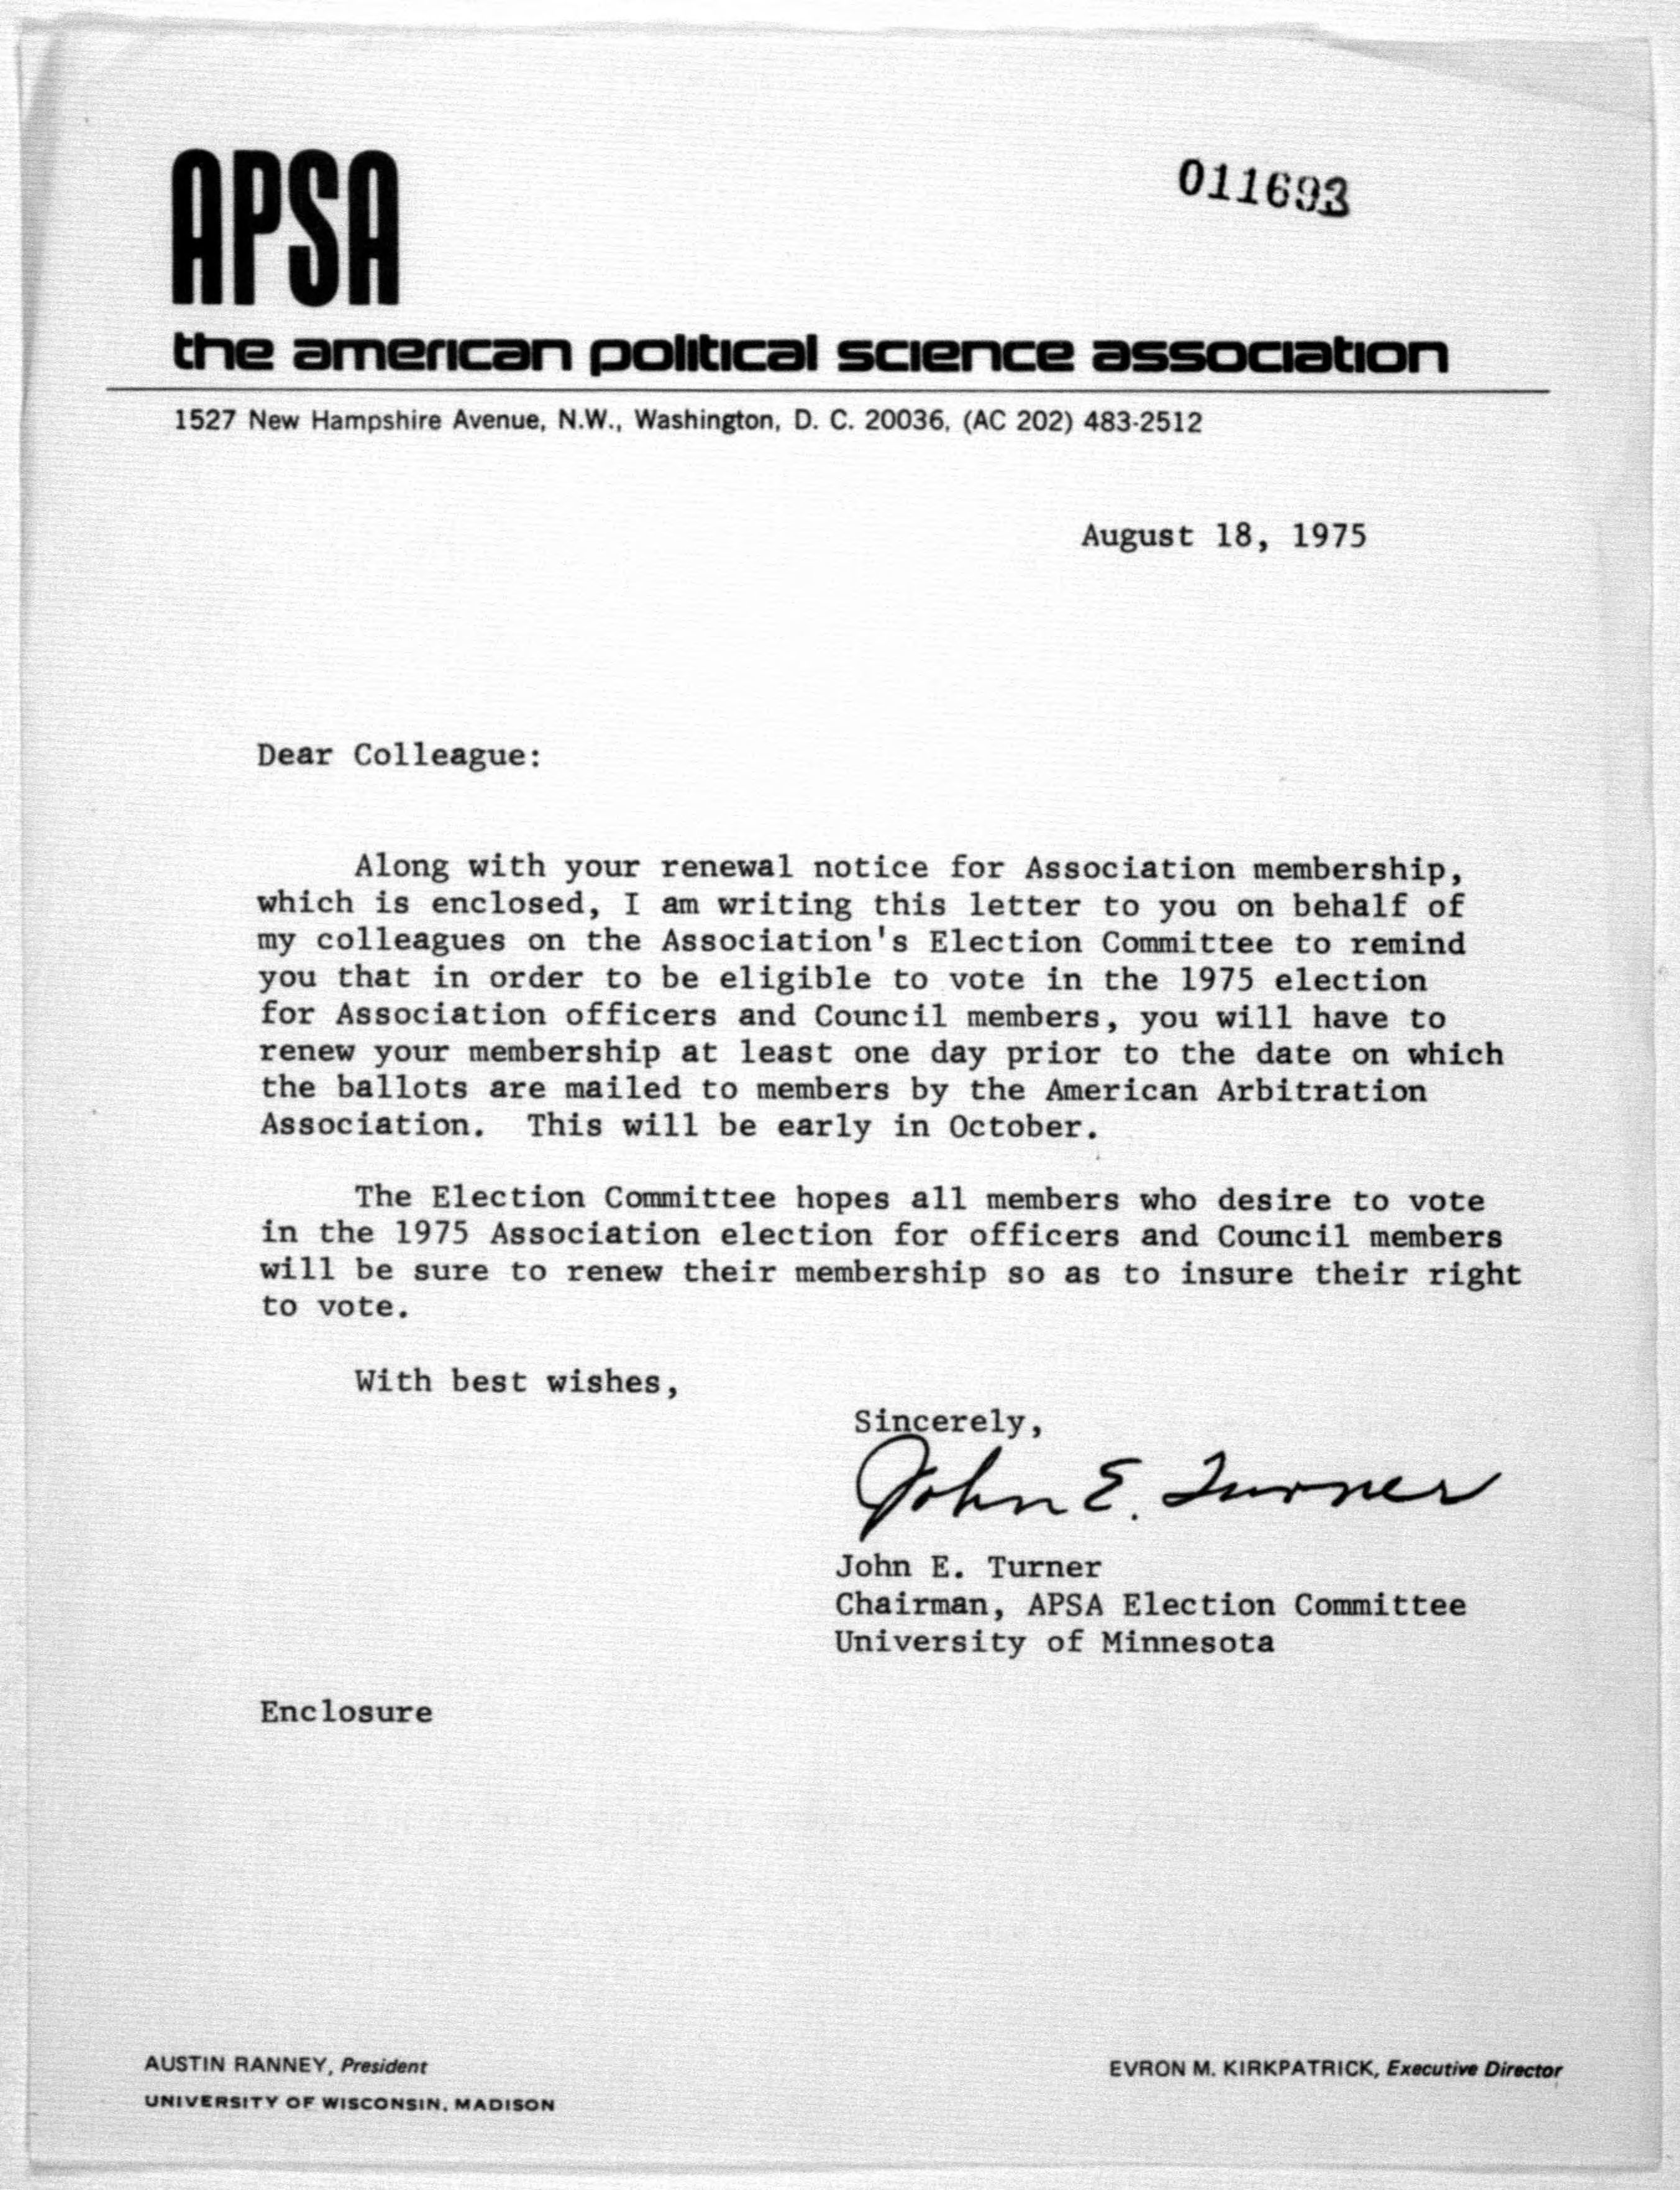 APSA
011693
the american political science association
1527 New Hampshire Avenue, N.W., Washington, D. C. 20036, (AC 202) 483-2512
August 18, 1975
Dear Colleague:
Along with your renewal notice for Association membership,
which is enclosed, I am writing this letter to you on behalf of
my colleagues on the Association's Election Committee to remind
you that in order to be eligible to vote in the 1975 election
for Association officers and Council members, you will have to
renew your membership at least one day prior to the date on which
the ballots are mailed to members by the American Arbitration
Association. This will be early in October.
The Election Committee hopes all members who desire to vote
in the 1975 Association election for officers and Council members
will be sure to renew their membership so as to insure their right
to vote.
With best wishes,
Sincerely,
John E. Turner
John E. Turner
Chairman, APSA Election Committee
University of Minnesota
Enclosure
AUSTIN RANNEY, President
UNIVERSITY OF WISCONSIN, MADISON
EVRON M. KIRKPATRICK, Executive Director